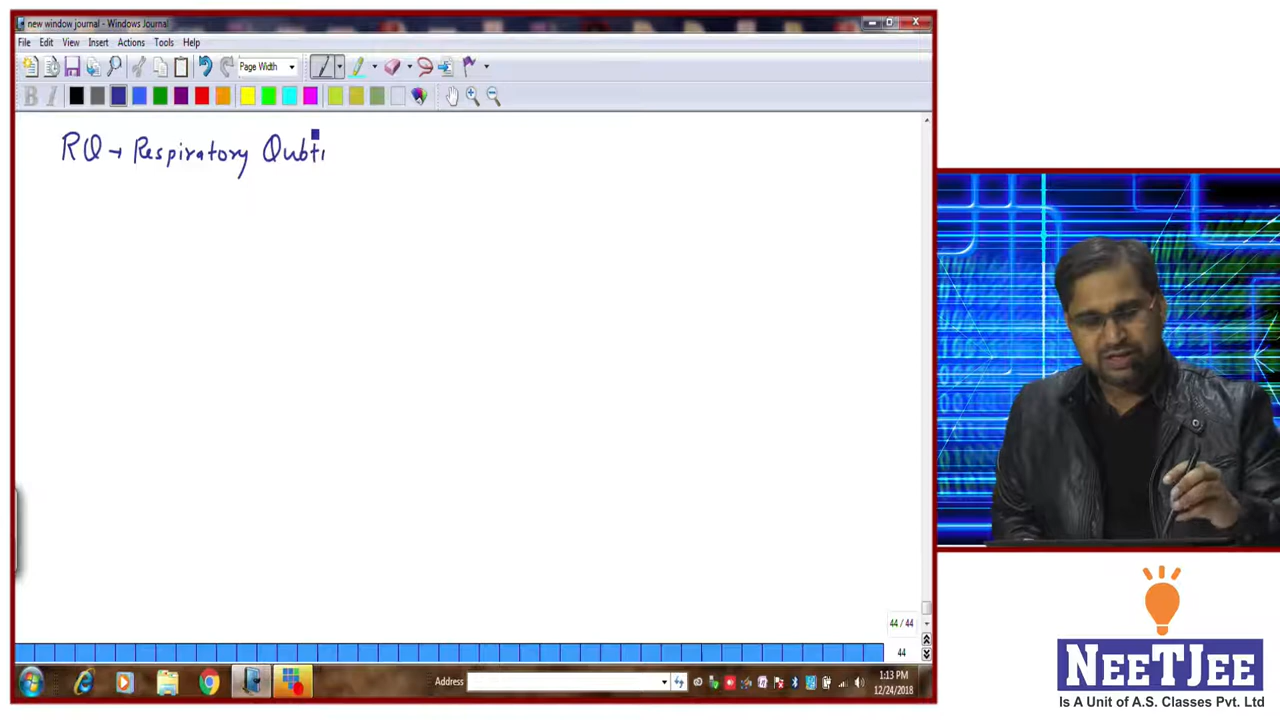 new window journal - Windows Journal
File Edit View Insert Actions Tools Help
Page Width
B I
RQ → Respiratory Qubti
44 / 44
44
Address
1:13 PM
12/24/2018
NEETJEE
Is A Unit of A.S. Classes Pvt. Ltd